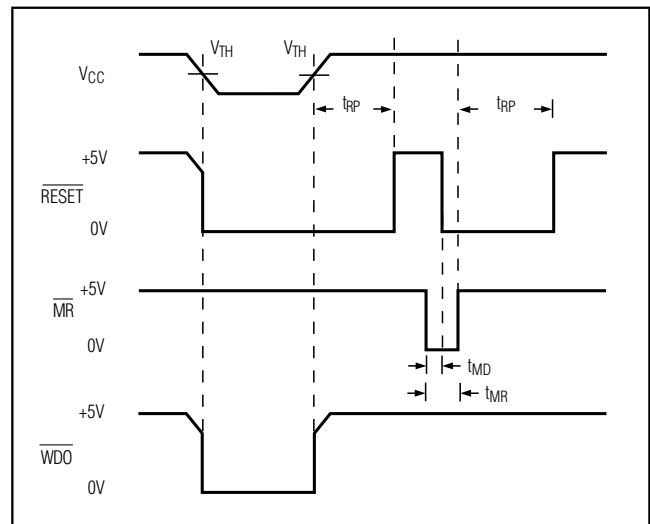 VTH VTH
VCC
tRP tRP
+5V
RESET
0V
+5V
MR
0V
tMD
tMR
+5V
WDO
0V